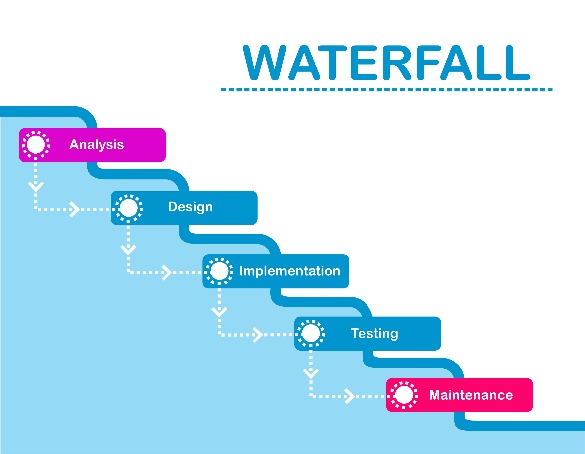 WATERFALL
Analysis
Design
Implementation
Testing
Maintenance